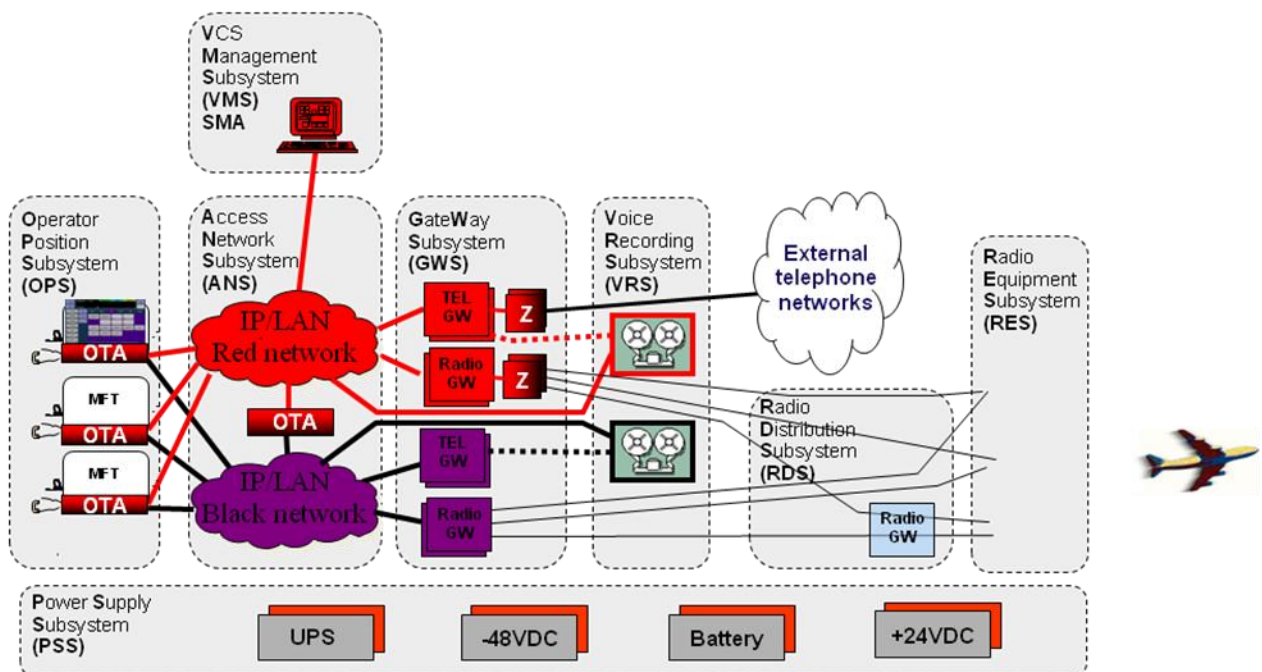 VCS
Management
Subsystem
(VMS)
SMA
Operator
Position
Subsystem
(OPS)
OTA
MFT
OTA
MFT
OTA
Access
Network
Subsystem
(ANS)
IP/LAN
Red network
OTA
IP/LAN
Black network
GateWay
Subsystem
(GWS)
TEL
GW
Z
Radio
GW
Z
TEL
GW
Radio
GW
Voice
Recording
Subsystem
(VRS)
External
telephone
networks
Radio
Distribution
Subsystem
(RDS)
Radio
GW
Radio
Equipment
Subsystem
(RES)
Power Supply
Subsystem
(PSS)
UPS
-48VDC
Battery
+24VDC